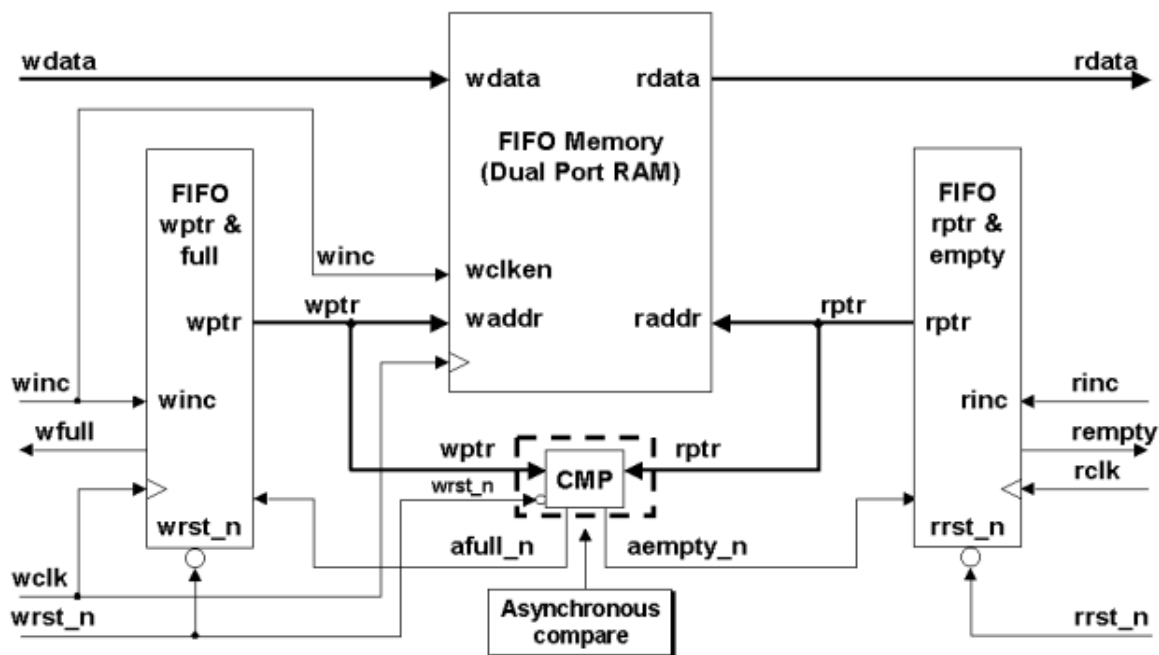 wdata
wdata
rdata
rdata
FIFO Memory
(Dual Port RAM)
FIFO
wptr &
full
FIFO
rptr &
empty
winc
wclken
wptr
wptr
waddr
raddr
rptr
rptr
winc
winc
rinc
rinc
wfull
rempty
wptr
rptr
wrst_n
CMP
rclk
wrst_n
rrst_n
afull_n
aempty_n
wclk
wrst_n
rrst_n
Asynchronous
compare